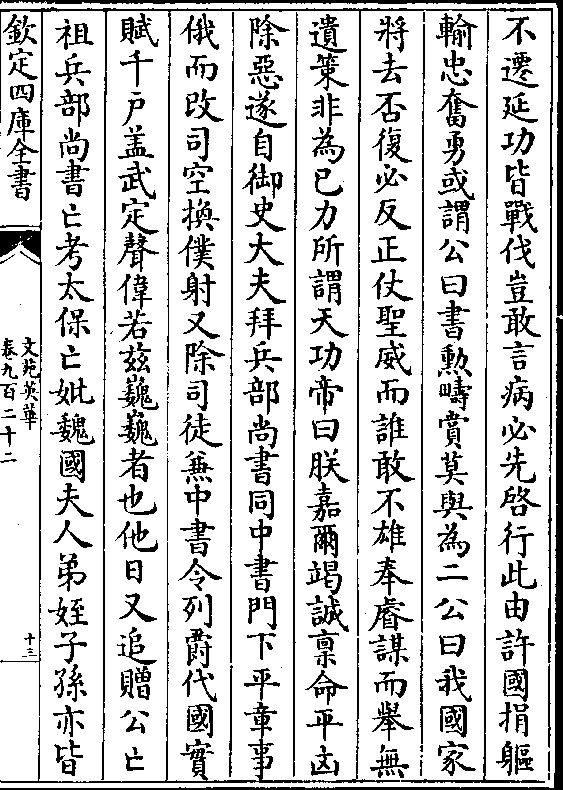 不遷延功皆戰伐豈敢言病必先啓行此由許國捐軀
輸忠奮勇或謂公曰書勲疇賞莫與為二公曰我國家
將去否復必反正仗聖威而誰敢不雄奉睿謀而舉無
遺策非為已力所謂天功帝曰朕嘉爾竭誠禀命平凶
除惡遂自御史大夫拜兵部尚書同中書門下平章事
俄而改司空換僕射又除司徒兼中書令列爵代國實
賦千戸葢武定聲偉若兹巍巍者也他日又追贈公亡
祖兵部尚書亡考太保亡妣魏國夫人弟姪子孫亦皆
欽定四庫全書
文苑英華
卷九百二十二
十三